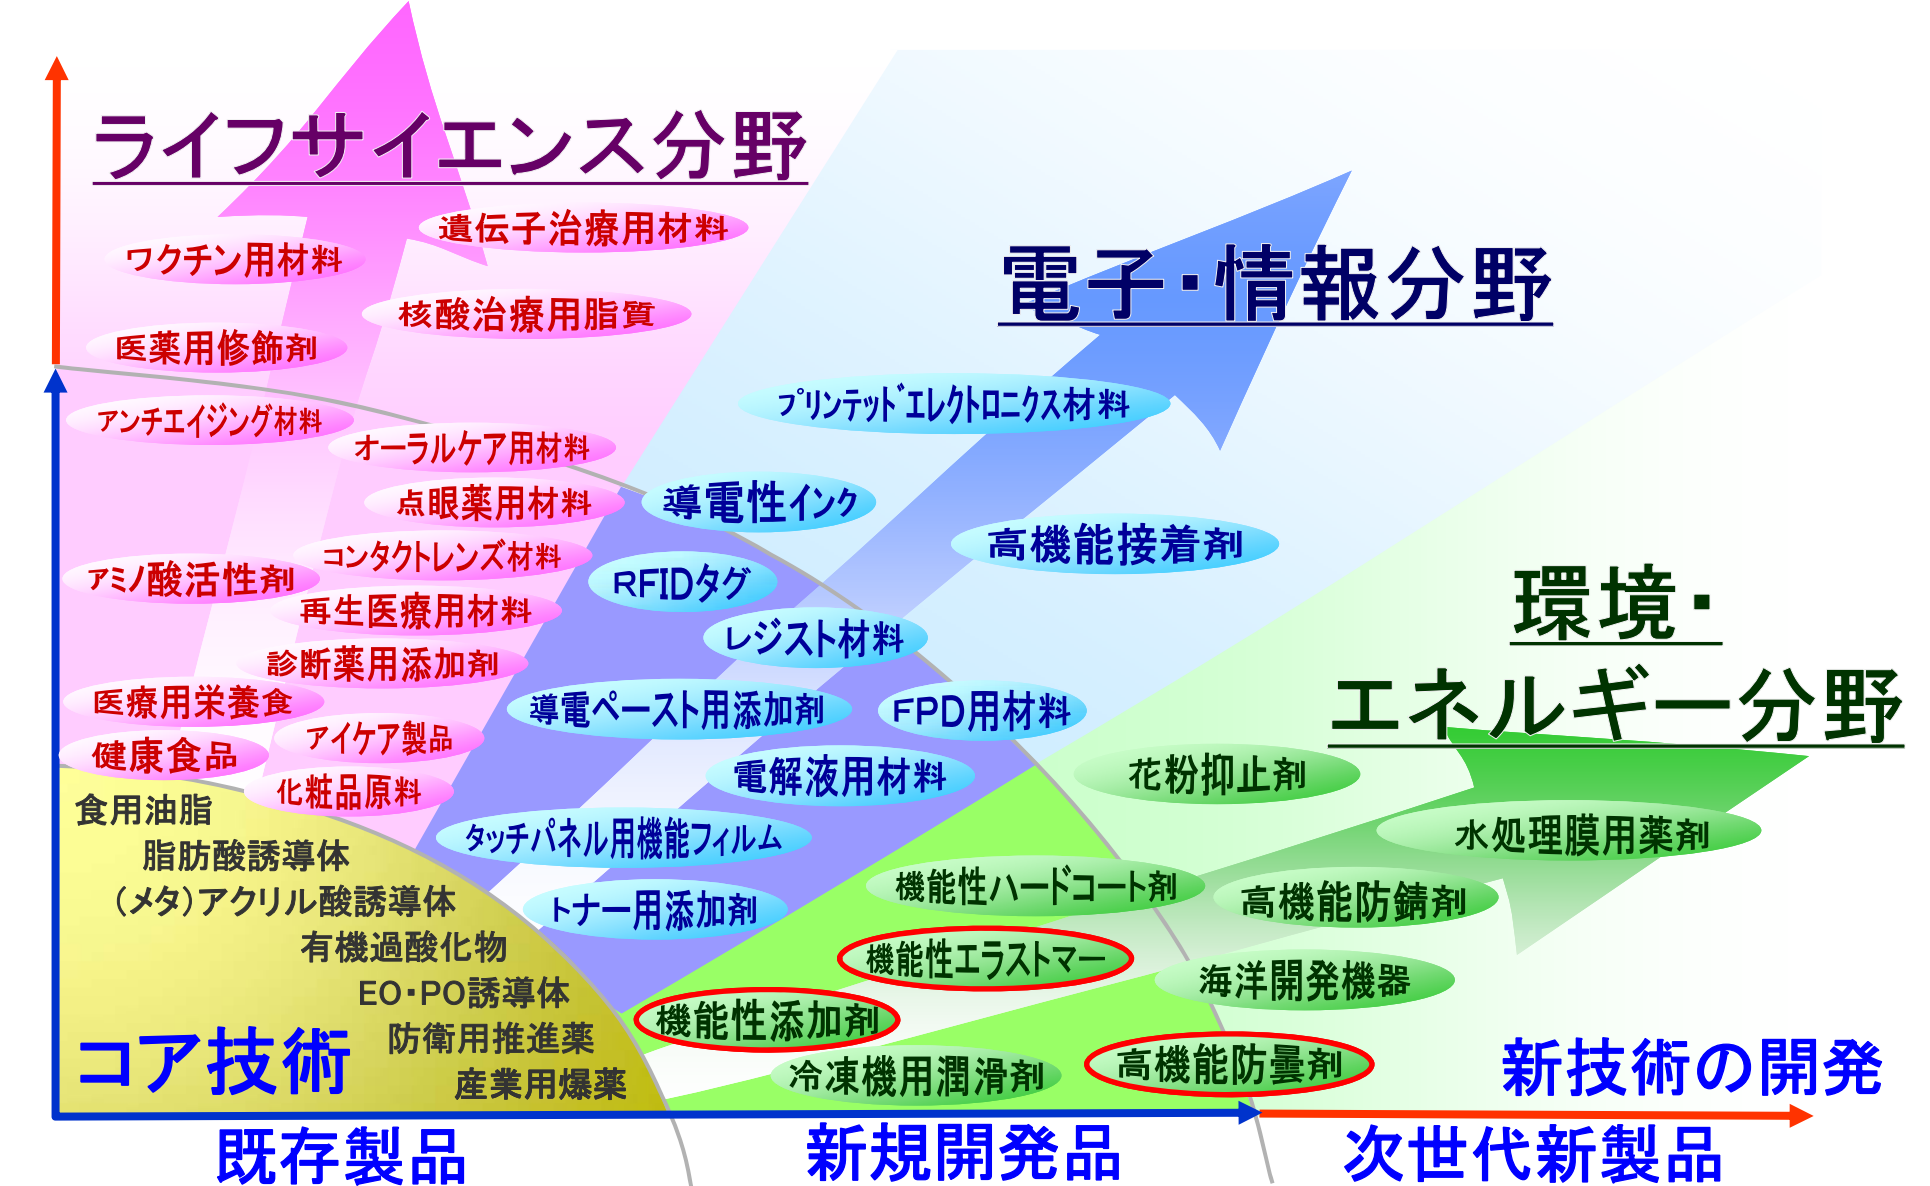 ライフサイエンス分野
遺伝子治療用材料
ワクチン用材料
核酸治療用脂質
医薬用修飾剤
アンチエイジング材料
オーラルケア用材料
点眼薬用材料
コンタクトレンズ材料
アミノ酸活性剤
再生医療用材料
診断薬用添加剤
医療用栄養食
アイケア製品
健康食品
化粧品原料
電子・情報分野
プリンテッドエレクトロニクス材料
導電性インク
高機能接着剤
RFIDタグ
レジスト材料
導電ペースト用添加剤
FPD用材料
電解液用材料
タッチパネル用機能フィルム
トナー用添加剤
環境・
エネルギー分野
花粉抑止剤
水処理膜用薬剤
機能性ハードコート剤
高機能防錆剤
機能性エラストマー
海洋開発機器
機能性添加剤
冷凍機用潤滑剤
高機能防曇剤
食用油脂
脂肪酸誘導体
(メタ)アクリル酸誘導体
有機過酸化物
EO・PO誘導体
防衛用推進薬
産業用爆薬
コア技術
新技術の開発
既存製品
新規開発品
次世代新製品